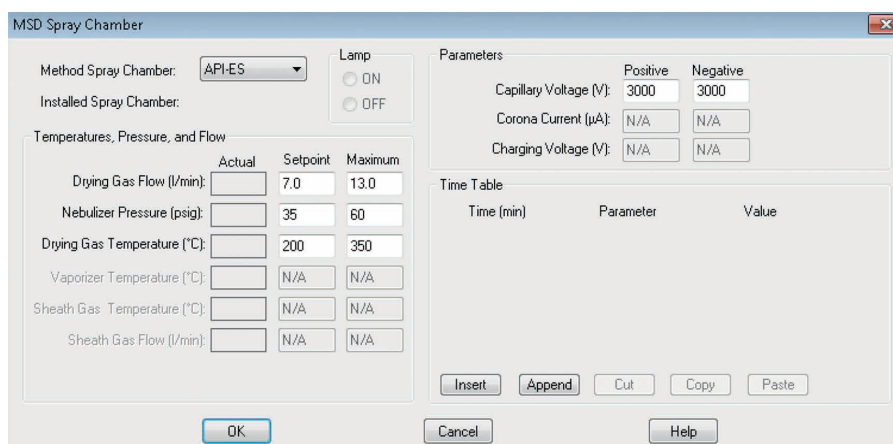 MSD Spray Chamber
Method Spray Chamber: API-ES
Installed Spray Chamber:
Lamp
ON
OFF
Temperatures, Pressure, and Flow
Actual Setpoint Maximum
Drying Gas Flow (l/min): 7.0 13.0
Nebulizer Pressure (psig): 35 60
Drying Gas Temperature (°C): 200 350
Vaporizer Temperature (°C): N/A N/A
Sheath Gas Temperature (°C): N/A N/A
Sheath Gas Flow (l/min): N/A N/A
Parameters
Positive Negative
Capillary Voltage (V): 3000 3000
Corona Current (µA): N/A N/A
Charging Voltage (V): N/A N/A
Time Table
Time (min) Parameter Value
Insert Append Cut Copy Paste
OK Cancel Help